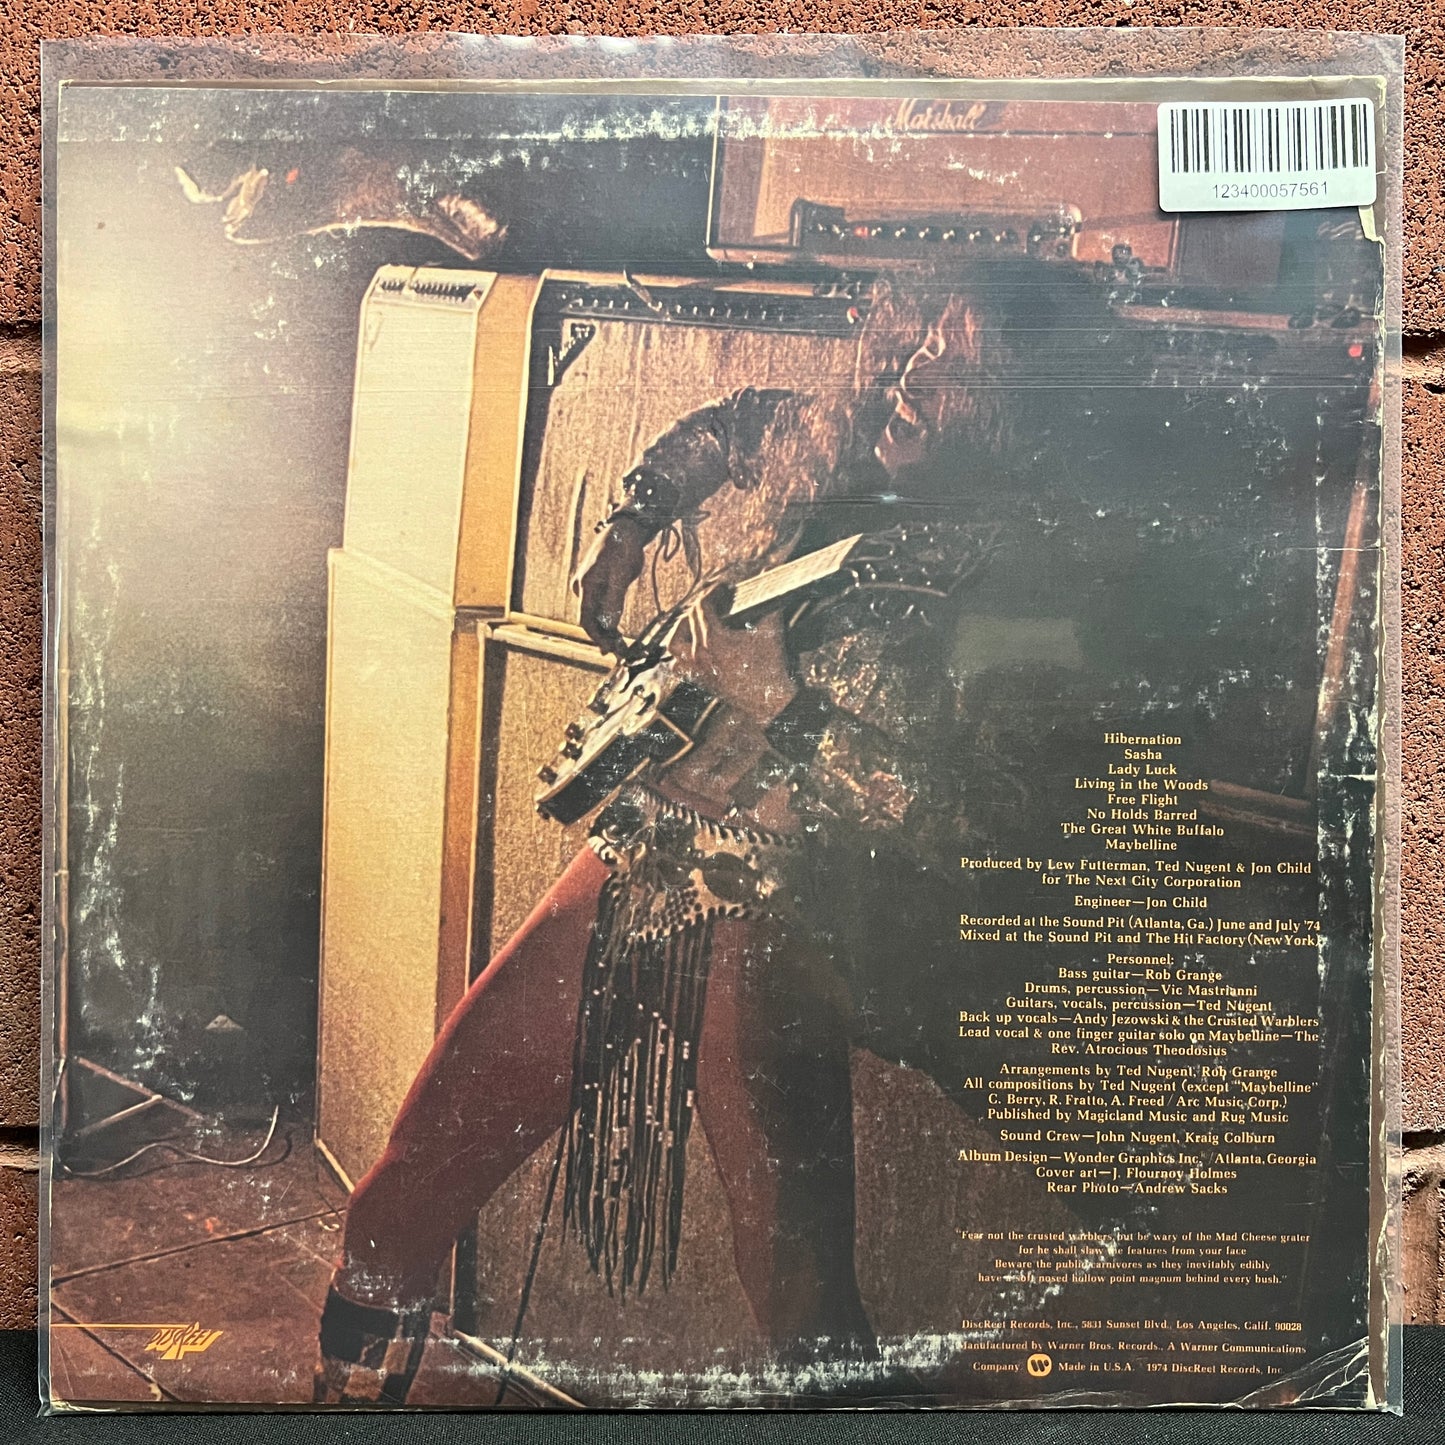 Marshall
123400057561
Hibernation
Sasha
Lady Luck
Living in the Woods
Free Flight
No Holds Barred
The Great White Buffalo
Maybelline
Produced by Lew Futterman, Ted Nugent & Jon Child
for The Next City Corporation
Engineer—Jon Child
Recorded at the Sound Pit (Atlanta, Ga.) June and July '74
Mixed at the Sound Pit and The Hit Factory (New York)
Personnel:
Bass guitar—Rob Grange
Drums, percussion—Vic Mastrianni
Guitars, vocals, percussion—Ted Nugent
Back up vocals—Andy Jezowski & the Crusted Warblers
Lead vocal & one finger guitar solo on Maybelline—The
Rev. Atrocious Theodosius
Arrangements by Ted Nugent, Rob Grange
All compositions by Ted Nugent (except "Maybelline"
C. Berry, R. Fratto, A. Freed / Arc Music Corp.)
Published by Magicland Music and Rug Music
Sound Crew—John Nugent, Kraig Colburn
Album Design—Wonder Graphics Inc. / Atlanta, Georgia
Cover art—J. Flournoy Holmes
Rear Photo—Andrew Sacks
"Fear not the crusted warblers, but be wary of the Mad Cheese grater
for he shall slaw the features from your face
Beware the public carnivores as they inevitably edibly
have a soft nosed hollow point magnum behind every bush."
DISCREET
DiscReet Records, Inc., 5831 Sunset Blvd., Los Angeles, Calif. 90028
Manufactured by Warner Bros. Records., A Warner Communications
Company. W Made in U.S.A. 1974 DiscReet Records, Inc.